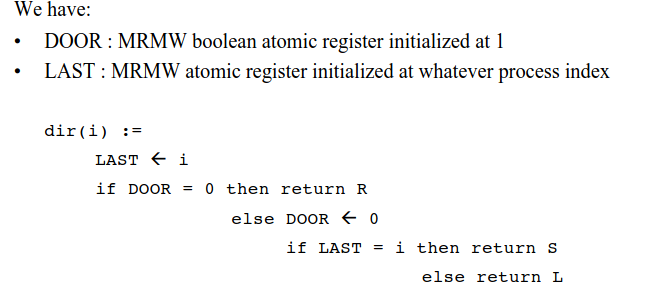 We have:
• DOOR : MRMW boolean atomic register initialized at 1
• LAST : MRMW atomic register initialized at whatever process index
dir(i) :=
LAST ← i
if DOOR = 0 then return R
else DOOR ← 0
if LAST = i then return S
else return L